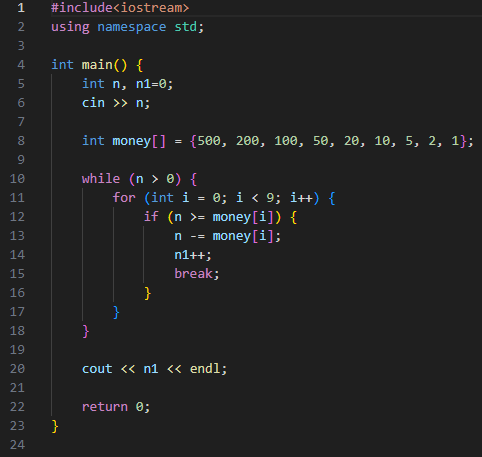 1 #include<iostream>
2 using namespace std;
3
4 int main() {
5     int n, n1=0;
6     cin >> n;
7
8     int money[] = {500, 200, 100, 50, 20, 10, 5, 2, 1};
9
10     while (n > 0) {
11         for (int i = 0; i < 9; i++) {
12             if (n >= money[i]) {
13                 n -= money[i];
14                 n1++;
15                 break;
16             }
17         }
18     }
19
20     cout << n1 << endl;
21
22     return 0;
23 }
24